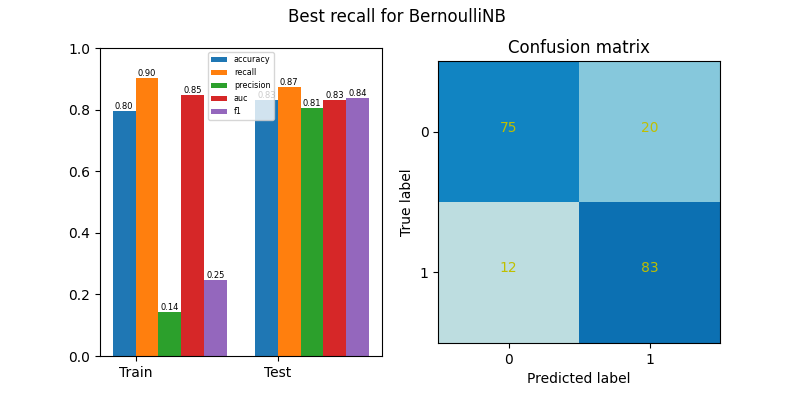 Best recall for BernoulliNB
1.0
0.8
0.6
0.4
0.2
0.0
accuracy
recall
precision
auc
f1
0.80
0.90
0.14
0.85
0.25
0.83
0.87
0.81
0.83
0.84
Train
Test
Confusion matrix
True label
0
1
75
20
12
83
0
1
Predicted label